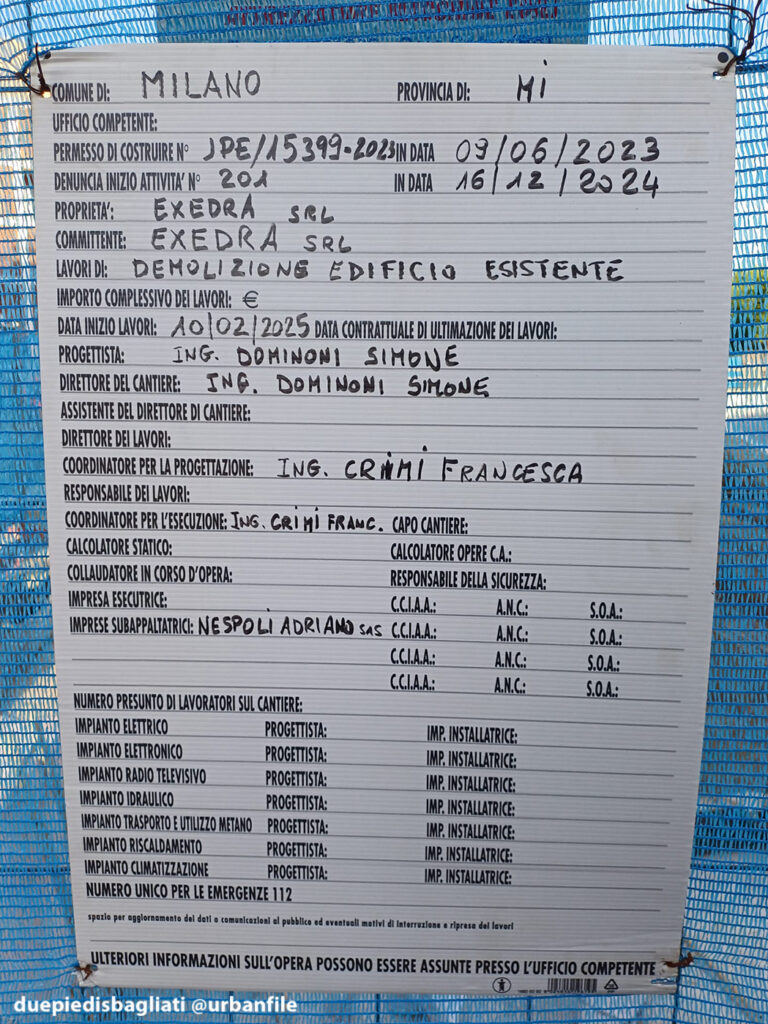 COMUNE DI: MILANO PROVINCIA DI: MI
UFFICIO COMPETENTE:
PERMESSO DI COSTRUIRE N° JPE/15399-2023 IN DATA 09/06/2023
DENUNCIA INIZIO ATTIVITA' N° 201 IN DATA 16/12/2024
PROPRIETA': EXEDRA SRL
COMMITTENTE: EXEDRA SRL
LAVORI DI: DEMOLIZIONE EDIFICIO ESISTENTE
IMPORTO COMPLESSIVO DEI LAVORI: €
DATA INIZIO LAVORI: 10/02/2025 DATA CONTRATTUALE DI ULTIMAZIONE DEI LAVORI:
PROGETTISTA: ING. DOMINONI SIMONE
DIRETTORE DEL CANTIERE: ING. DOMINONI SIMONE
ASSISTENTE DEL DIRETTORE DI CANTIERE:
DIRETTORE DEI LAVORI:
COORDINATORE PER LA PROGETTAZIONE: ING. CRIMI FRANCESCA
RESPONSABILE DEI LAVORI:
COORDINATORE PER L'ESECUZIONE: ING. CRIMI FRANC. CAPO CANTIERE:
CALCOLATORE STATICO: CALCOLATORE OPERE C.A.:
COLLAUDATORE IN CORSO D'OPERA: RESPONSABILE DELLA SICUREZZA:
IMPRESA ESECUTRICE: C.C.I.A.A.: A.N.C.: S.O.A.:
IMPRESE SUBAPPALTATRICI: NESPOLI ADRIANO SAS C.C.I.A.A.: A.N.C.: S.O.A.:
C.C.I.A.A.: A.N.C.: S.O.A.:
C.C.I.A.A.: A.N.C.: S.O.A.:
NUMERO PRESUNTO DI LAVORATORI SUL CANTIERE:
IMPIANTO ELETTRICO PROGETTISTA: IMP. INSTALLATRICE:
IMPIANTO ELETTRONICO PROGETTISTA: IMP. INSTALLATRICE:
IMPIANTO RADIO TELEVISIVO PROGETTISTA: IMP. INSTALLATRICE:
IMPIANTO IDRAULICO PROGETTISTA: IMP. INSTALLATRICE:
IMPIANTO TRASPORTO E UTILIZZO METANO PROGETTISTA: IMP. INSTALLATRICE:
IMPIANTO RISCALDAMENTO PROGETTISTA: IMP. INSTALLATRICE:
IMPIANTO CLIMATIZZAZIONE PROGETTISTA: IMP. INSTALLATRICE:
NUMERO UNICO PER LE EMERGENZE 112
spazio per aggiornamento dei dati o comunicazioni al pubblico ed eventuali motivi di interruzione e ripresa dei lavori
ULTERIORI INFORMAZIONI SULL'OPERA POSSONO ESSERE ASSUNTE PRESSO L'UFFICIO COMPETENTE
duepiedisbagliati @urbanfile